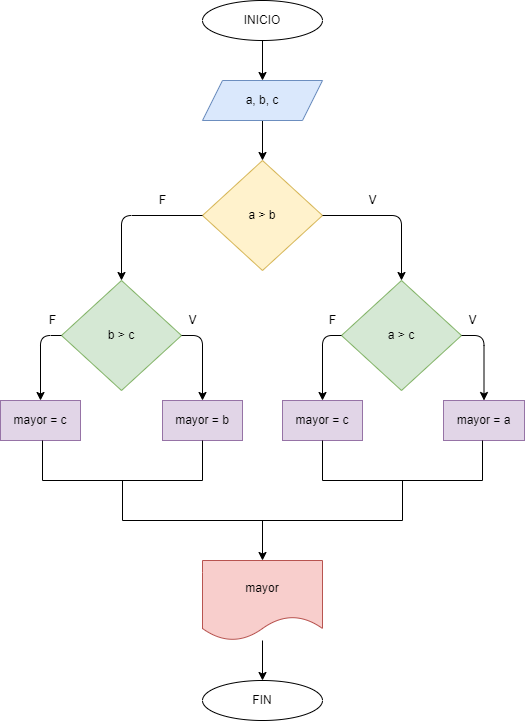 INICIO
a, b, c
a > b
F
V
b > c
F
V
a > c
F
V
mayor = c
mayor = b
mayor = c
mayor = a
mayor
FIN